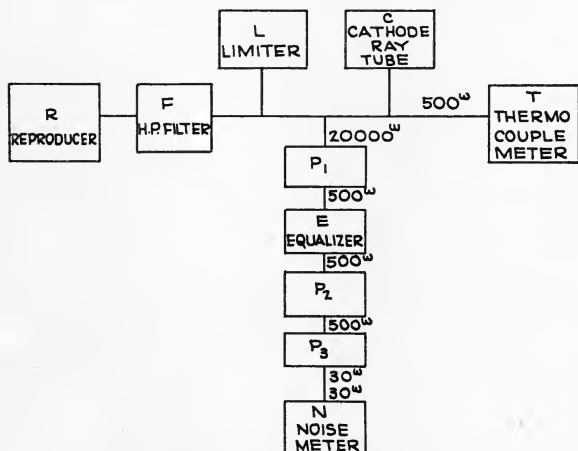 L
LIMITER
C
CATHODE
RAY
TUBE
R
REPRODUCER
F
H.P. FILTER
500ω
T
THERMO
COUPLE
METER
20000ω
P1
500ω
E
EQUALIZER
500ω
P2
500ω
P3
30ω
30ω
N
NOISE
METER